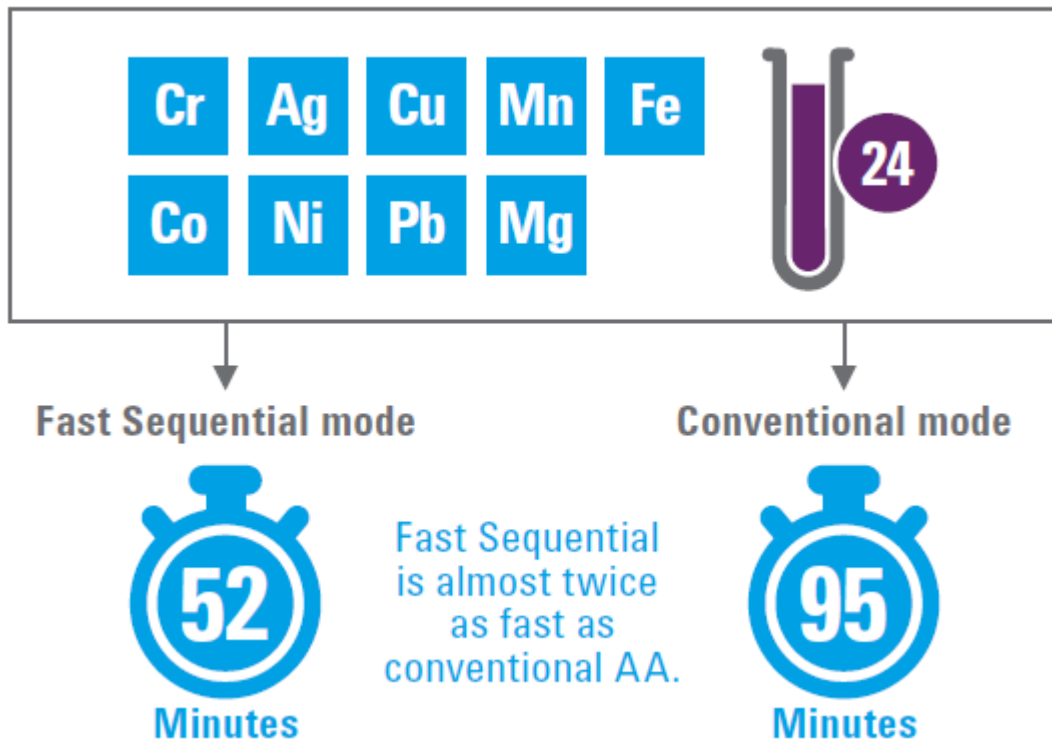 Cr Ag Cu Mn Fe
Co Ni Pb Mg
24
Fast Sequential mode
Conventional mode
52
Minutes
Fast Sequential
is almost twice
as fast as
conventional AA.
95
Minutes